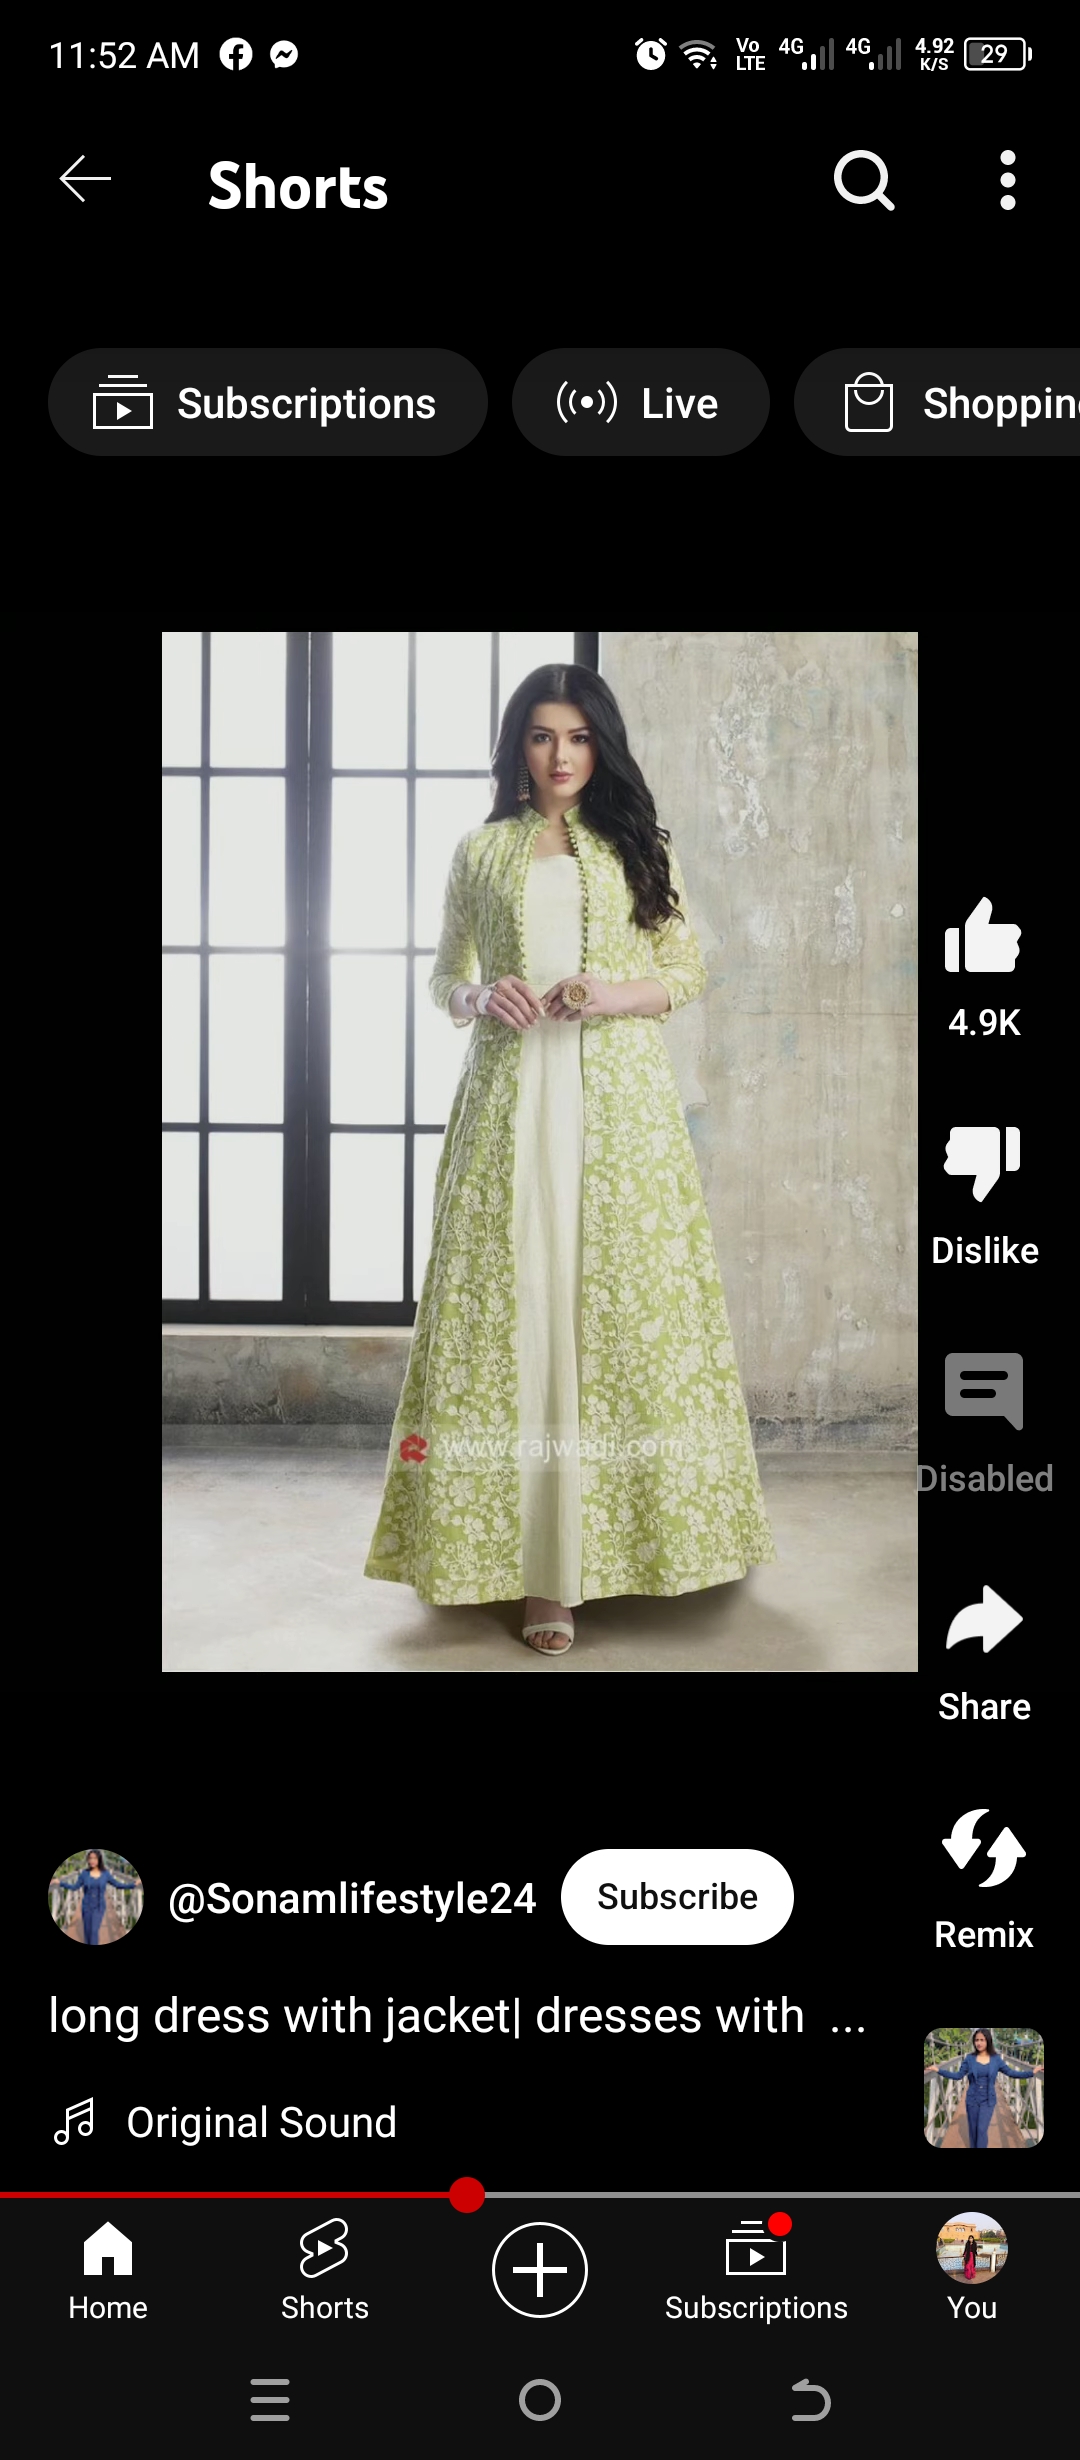 11:52 AM
Vo LTE 4G 4G 4.92 K/S 29
Shorts
Subscriptions
Live
Shopping
www.rajwadi.com
4.9K
Dislike
Disabled
Share
@Sonamlifestyle24
Subscribe
Remix
long dress with jacket| dresses with ...
Original Sound
Home
Shorts
Subscriptions
You